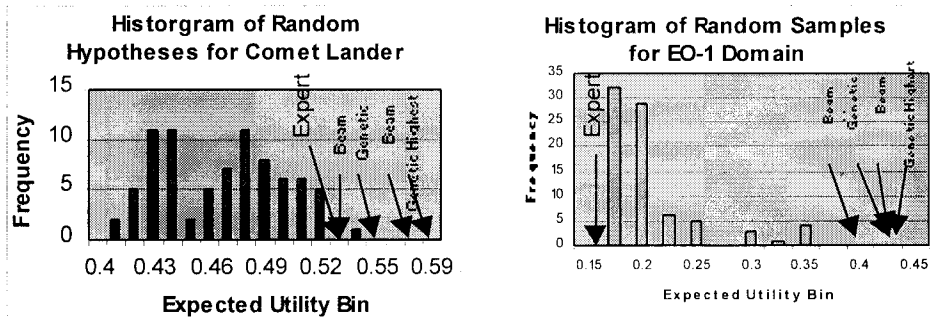 Historgram of Random
Hypotheses for Comet Lander
15
10
5
0
Frequency
Expert
Beam
Genetic
Beam
Genetic Highest
0.4 0.43 0.46 0.49 0.52 0.55 0.59
Expected Utility Bin
Histogram of Random Samples
for EO-1 Domain
35
30
25
20
15
10
5
0
Frequency
Expert
Beam
Genetic
Beam
Genetic Highest
0.15 0.2 0.25 0.3 0.35 0.4 0.45
Expected Utility Bin